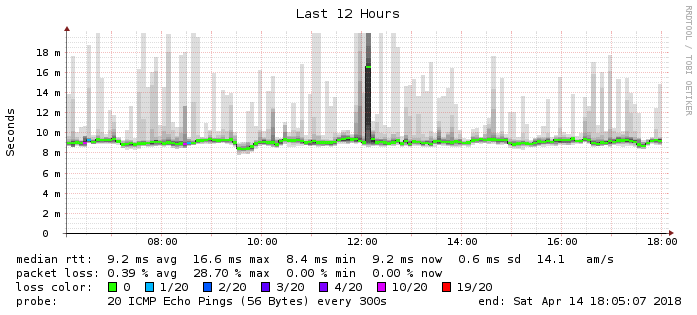 Last 12 Hours
RRDTOOL / TOBI OETIKER
Seconds
18 m
16 m
14 m
12 m
10 m
8 m
6 m
4 m
2 m
0
08:00 10:00 12:00 14:00 16:00 18:00
median rtt: 9.2 ms avg 16.6 ms max 8.4 ms min 9.2 ms now 0.6 ms sd 14.1 am/s
packet loss: 0.39 % avg 28.70 % max 0.00 % min 0.00 % now
loss color: 0 1/20 2/20 3/20 4/20 10/20 19/20
probe: 20 ICMP Echo Pings (56 Bytes) every 300s end: Sat Apr 14 18:05:07 2018